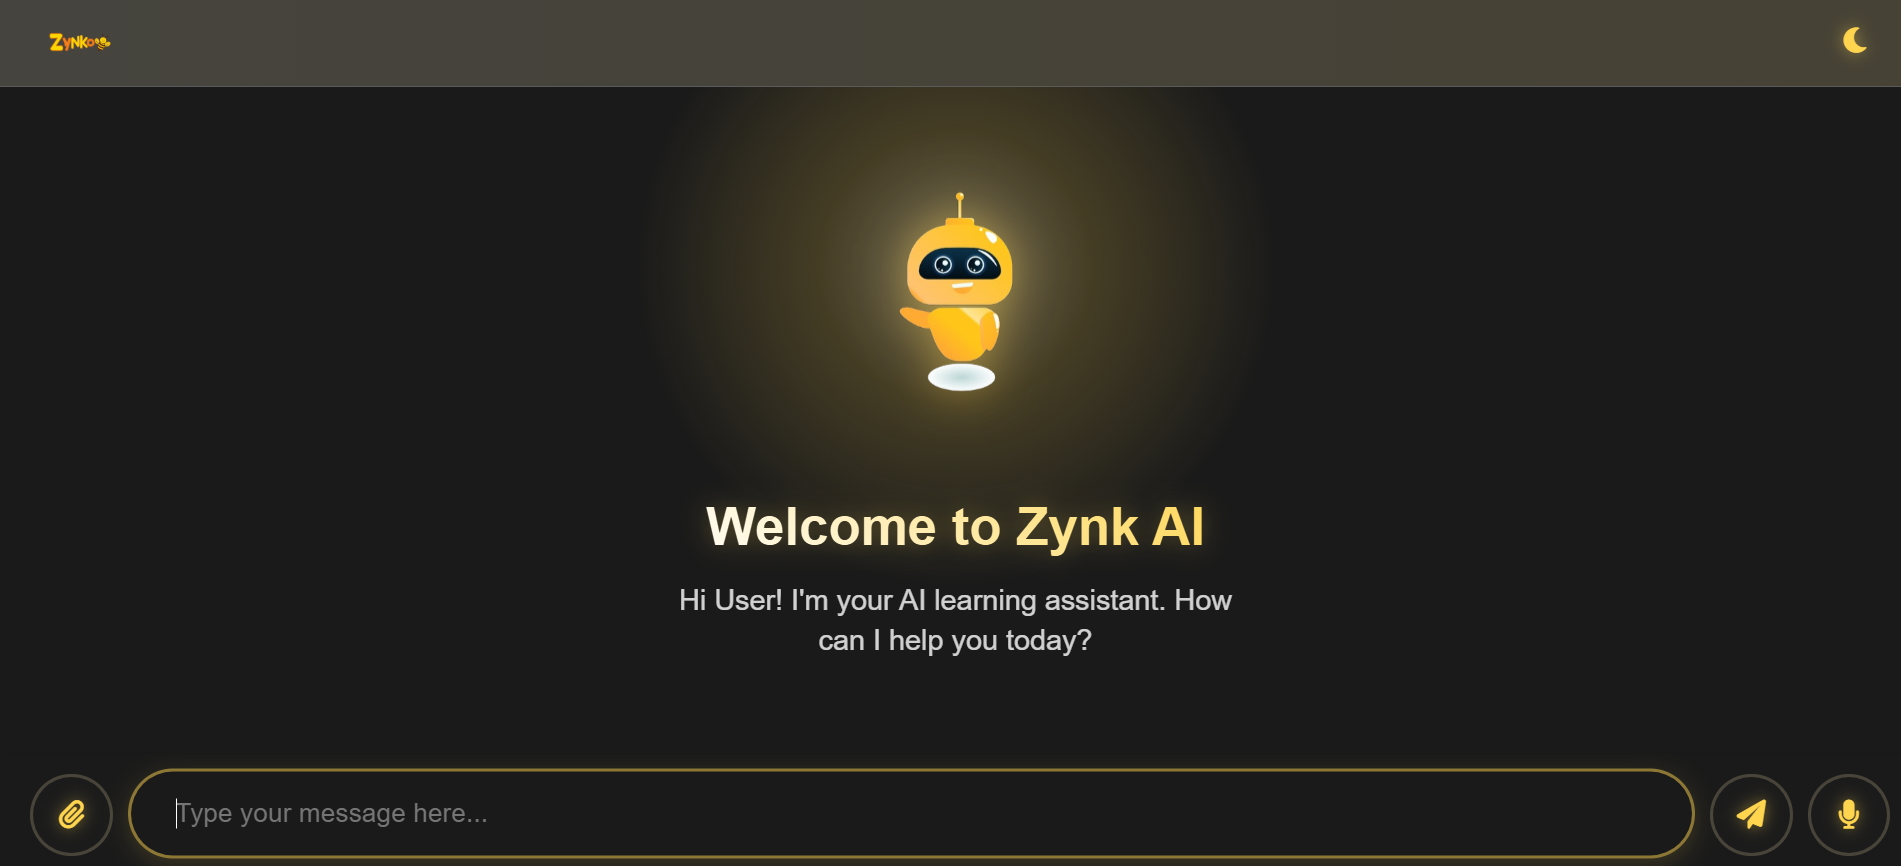 Zynko
Welcome to Zynk AI
Hi User! I'm your AI learning assistant. How
can I help you today?
Type your message here...